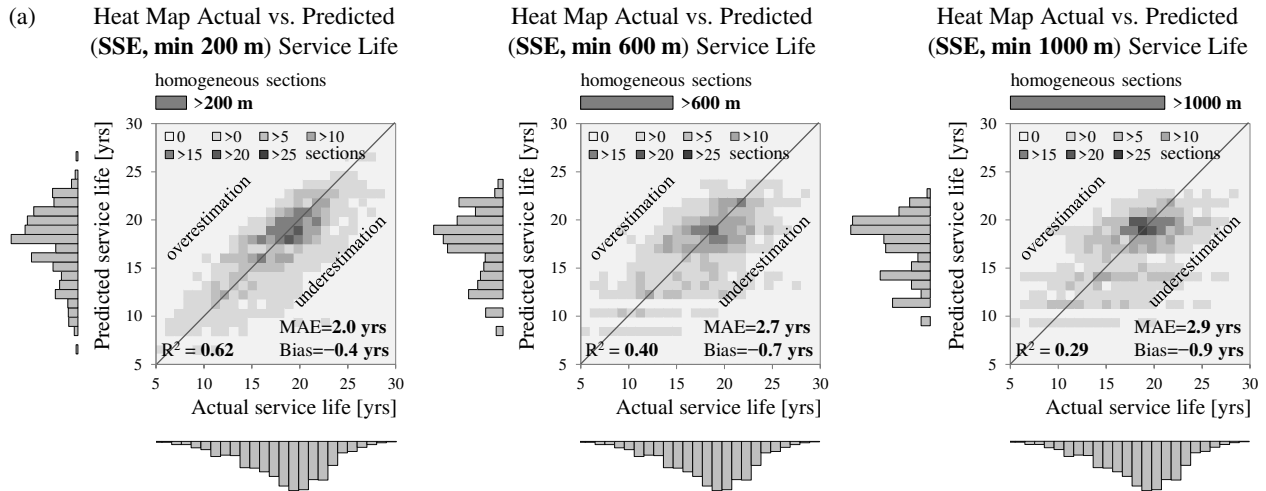 (a)
Heat Map Actual vs. Predicted
(SSE, min 200 m) Service Life
homogeneous sections
>200 m
Predicted service life [yrs]
30
25
20
15
10
5
0 >0 >5 >10
>15 >20 >25 sections
overestimation
underestimation
MAE=2.0 yrs
R² = 0.62 Bias=−0.4 yrs
5 10 15 20 25 30
Actual service life [yrs]
Heat Map Actual vs. Predicted
(SSE, min 600 m) Service Life
homogeneous sections
>600 m
Predicted service life [yrs]
30
25
20
15
10
5
0 >0 >5 >10
>15 >20 >25 sections
overestimation
underestimation
MAE=2.7 yrs
R² = 0.40 Bias=−0.7 yrs
5 10 15 20 25 30
Actual service life [yrs]
Heat Map Actual vs. Predicted
(SSE, min 1000 m) Service Life
homogeneous sections
>1000 m
Predicted service life [yrs]
30
25
20
15
10
5
0 >0 >5 >10
>15 >20 >25 sections
overestimation
underestimation
MAE=2.9 yrs
R² = 0.29 Bias=−0.9 yrs
5 10 15 20 25 30
Actual service life [yrs]